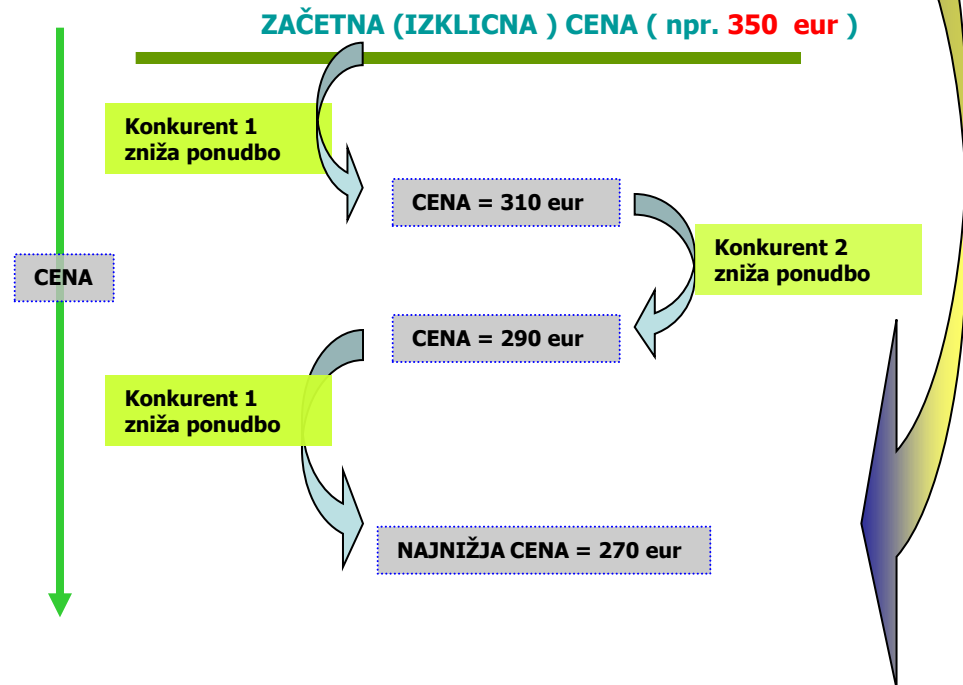 ZAČETNA (IZKLICNA ) CENA ( npr. 350 eur )
Konkurent 1
zniža ponudbo
CENA = 310 eur
Konkurent 2
zniža ponudbo
CENA
CENA = 290 eur
Konkurent 1
zniža ponudbo
NAJNIŽJA CENA = 270 eur